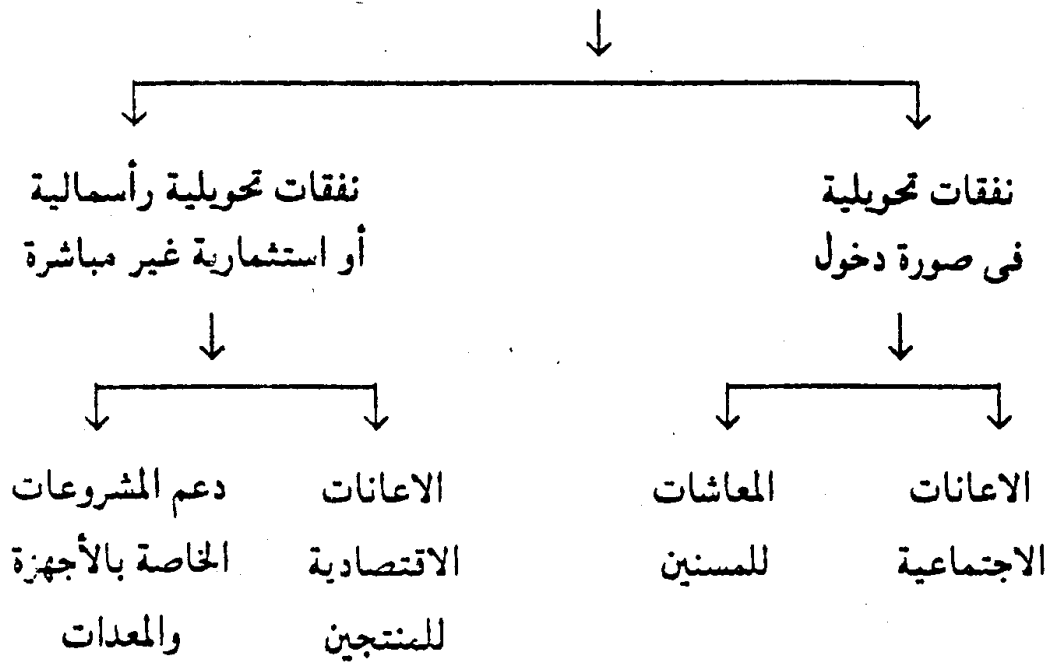 نفقات تحويلية
فى صورة دخول
نفقات تحويلية رأسمالية
أو استثمارية غير مباشرة
الاعانات
الاجتماعية
المعاشات
للمسنين
الاعانات
الاقتصادية
للمنتجين
دعم المشروعات
الخاصة بالأجهزة
والمعدات